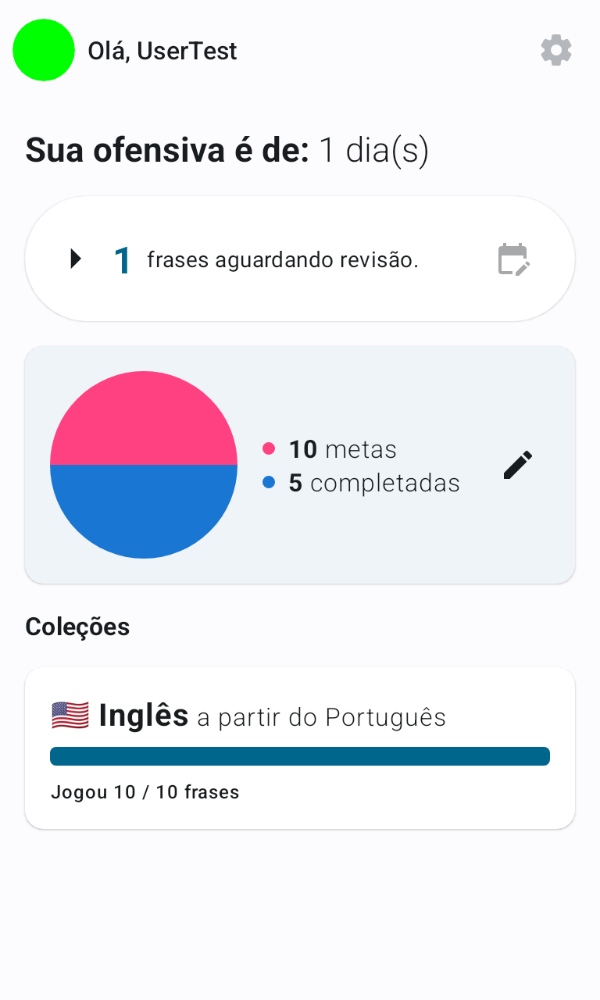 Olá, UserTest
Sua ofensiva é de: 1 dia(s)
1 frases aguardando revisão.
10 metas
5 completadas
Coleções
🇺🇸 Inglês a partir do Português
Jogou 10 / 10 frases